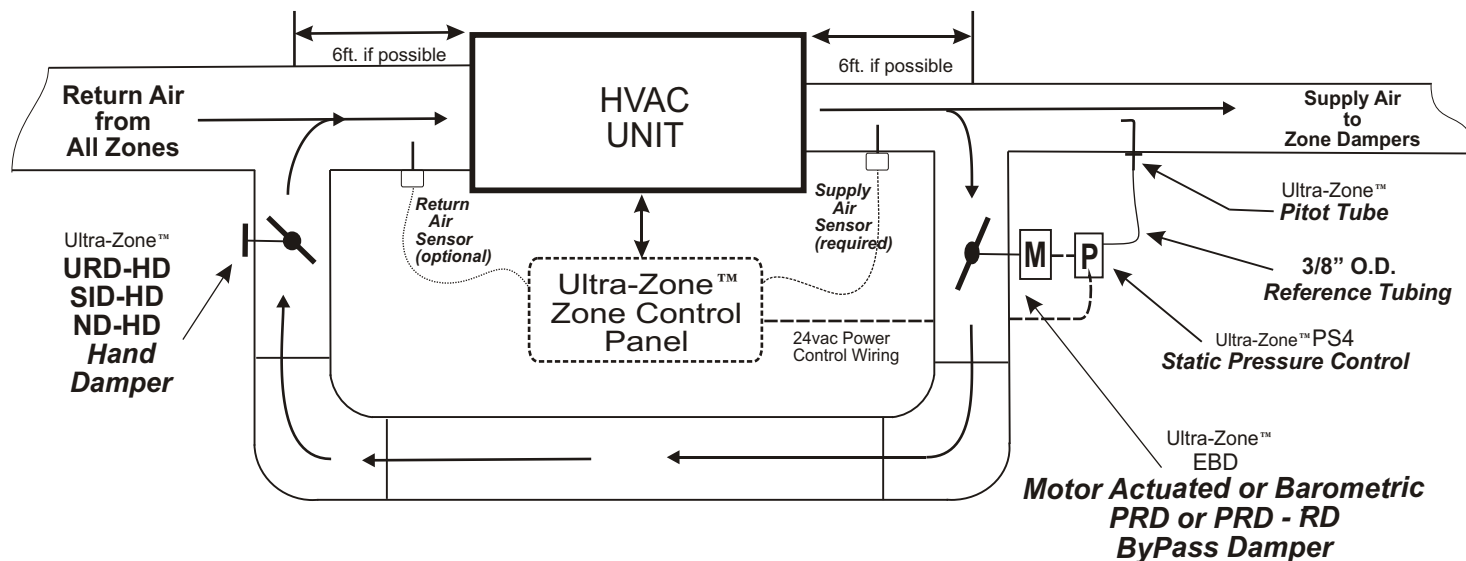 6ft. if possible
6ft. if possible
Return Air
from
All Zones
HVAC
UNIT
Supply Air
to
Zone Dampers
Return
Air
Sensor
(optional)
Supply
Air
Sensor
(required)
Ultra-Zone™
Pitot Tube
Ultra-Zone™
URD-HD
SID-HD
ND-HD
Hand
Damper
Ultra-Zone™
Zone Control
Panel
M
P
3/8” O.D.
Reference Tubing
24vac Power
Control Wiring
Ultra-Zone™ PS4
Static Pressure Control
Ultra-Zone™
EBD
Motor Actuated or Barometric
PRD or PRD - RD
ByPass Damper